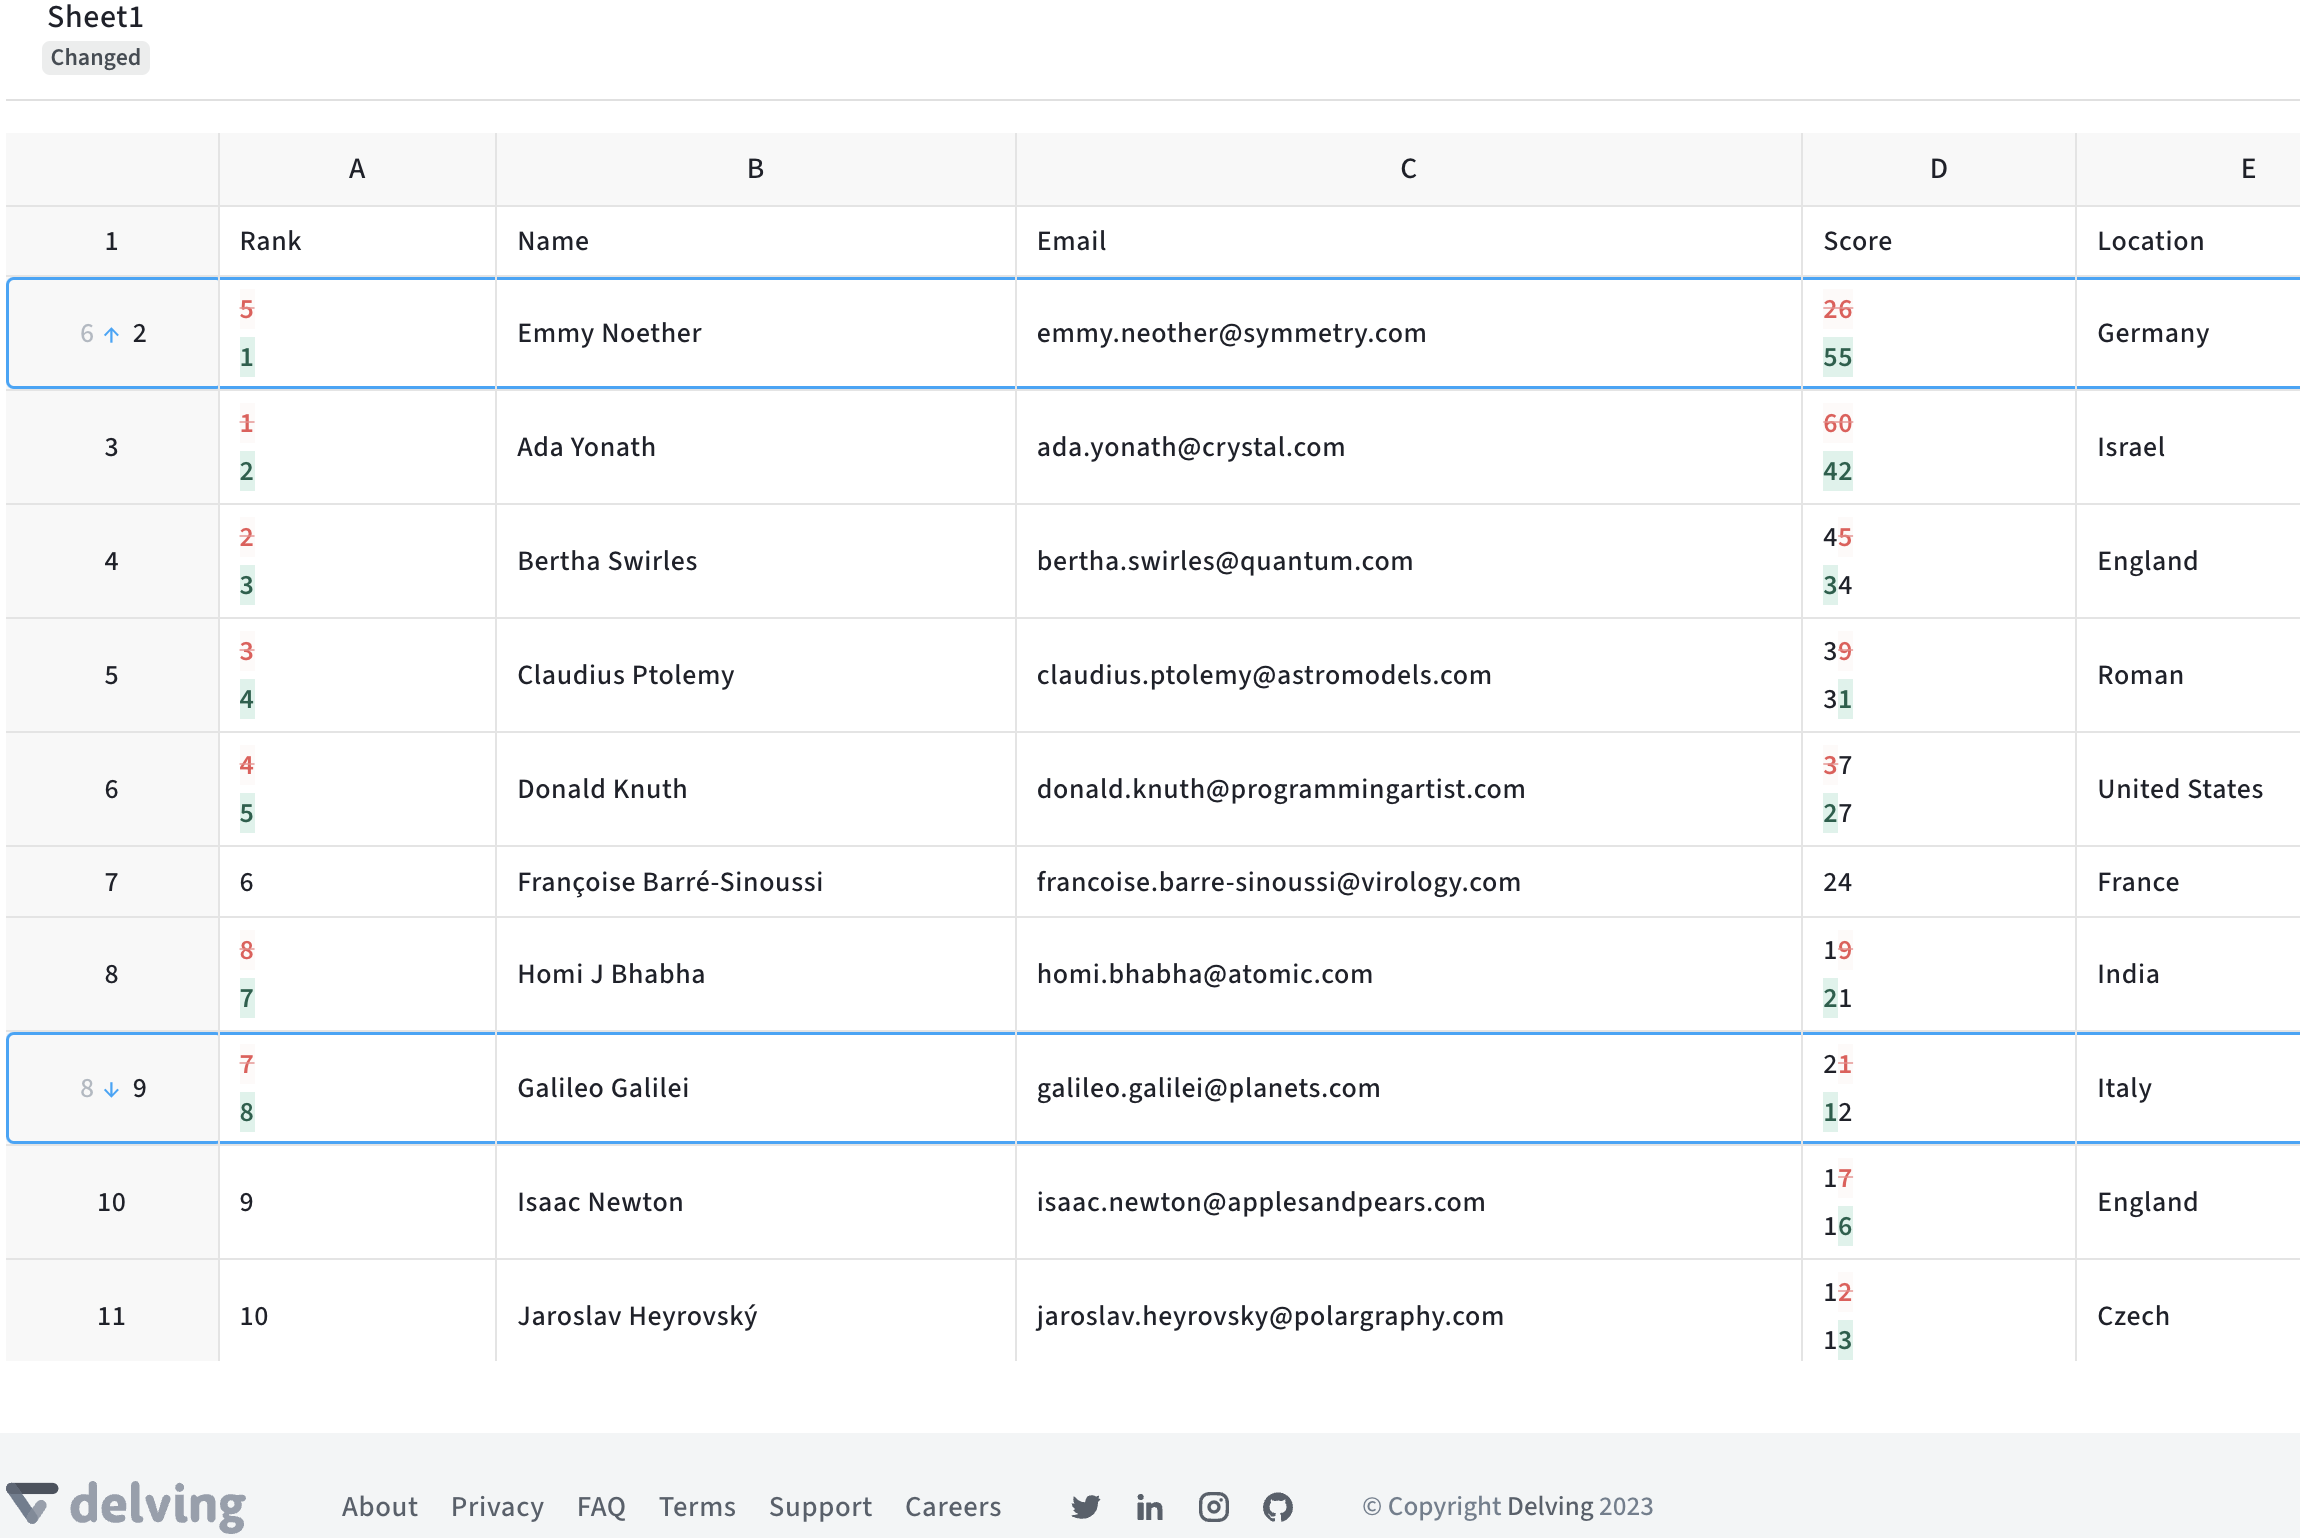 Sheet1
Changed
A B C D E
1 Rank Name Email Score Location
6 ↑ 2 5 1 Emmy Noether emmy.neother@symmetry.com 26 55 Germany
3 1 2 Ada Yonath ada.yonath@crystal.com 60 42 Israel
4 2 3 Bertha Swirles bertha.swirles@quantum.com 45 34 England
5 3 4 Claudius Ptolemy claudius.ptolemy@astromodels.com 39 31 Roman
6 4 5 Donald Knuth donald.knuth@programmingartist.com 37 27 United States
7 6 Françoise Barré-Sinoussi francoise.barre-sinoussi@virology.com 24 France
8 8 7 Homi J Bhabha homi.bhabha@atomic.com 19 21 India
8 ↓ 9 7 8 Galileo Galilei galileo.galilei@planets.com 21 12 Italy
10 9 Isaac Newton isaac.newton@applesandpears.com 17 16 England
11 10 Jaroslav Heyrovský jaroslav.heyrovsky@polargraphy.com 12 13 Czech
delving About Privacy FAQ Terms Support Careers © Copyright Delving 2023